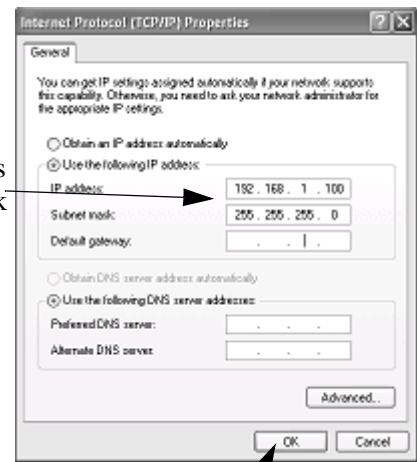 Internet Protocol (TCP/IP) Properties
General
You can get IP settings assigned automatically if your network supports
this capability. Otherwise, you need to ask your network administrator for
the appropriate IP settings.
Obtain an IP address automatically
Use the following IP address:
IP address: 192 . 168 . 1 . 100
Subnet mask: 255 . 255 . 255 . 0
Default gateway: . . .
Obtain DNS server address automatically
Use the following DNS server addresses:
Preferred DNS server: . . .
Alternate DNS server: . . .
Advanced...
OK Cancel